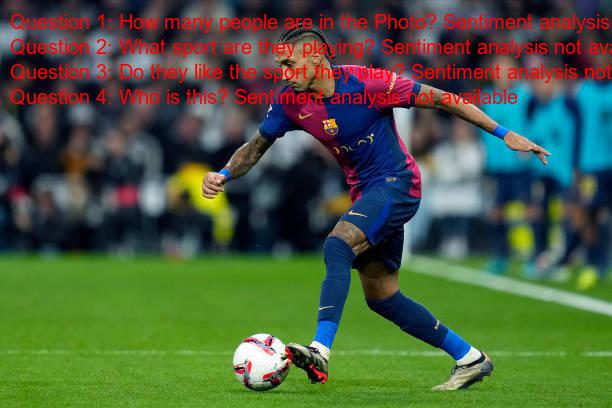 Question 1: How many people are in the Photo? Sentiment analysis
Question 2: What sport are they playing? Sentiment analysis not ava
Question 3: Do they like the sport they play? Sentiment analysis not
Question 4: Who is this? Sentiment analysis not available